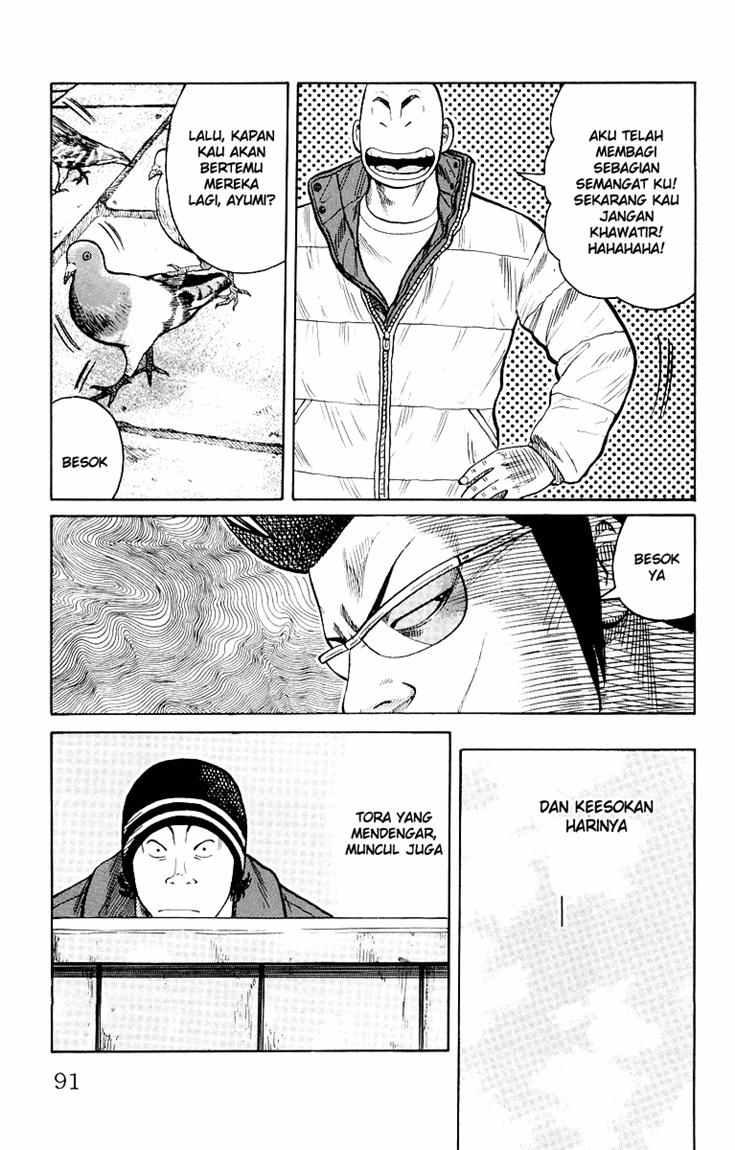 AKU TELAH
MEMBAGI
SEBAGIAN
SEMANGAT KU!
SEKARANG KAU
JANGAN
KHAWATIR!
HAHAHAHA!
LALU, KAPAN
KAU AKAN
BERTEMU
MEREKA
LAGI, AYUMI?
BESOK
BESOK
YA
DAN KEESOKAN
HARINYA
TORA YANG
MENDENGAR,
MUNCUL JUGA
91